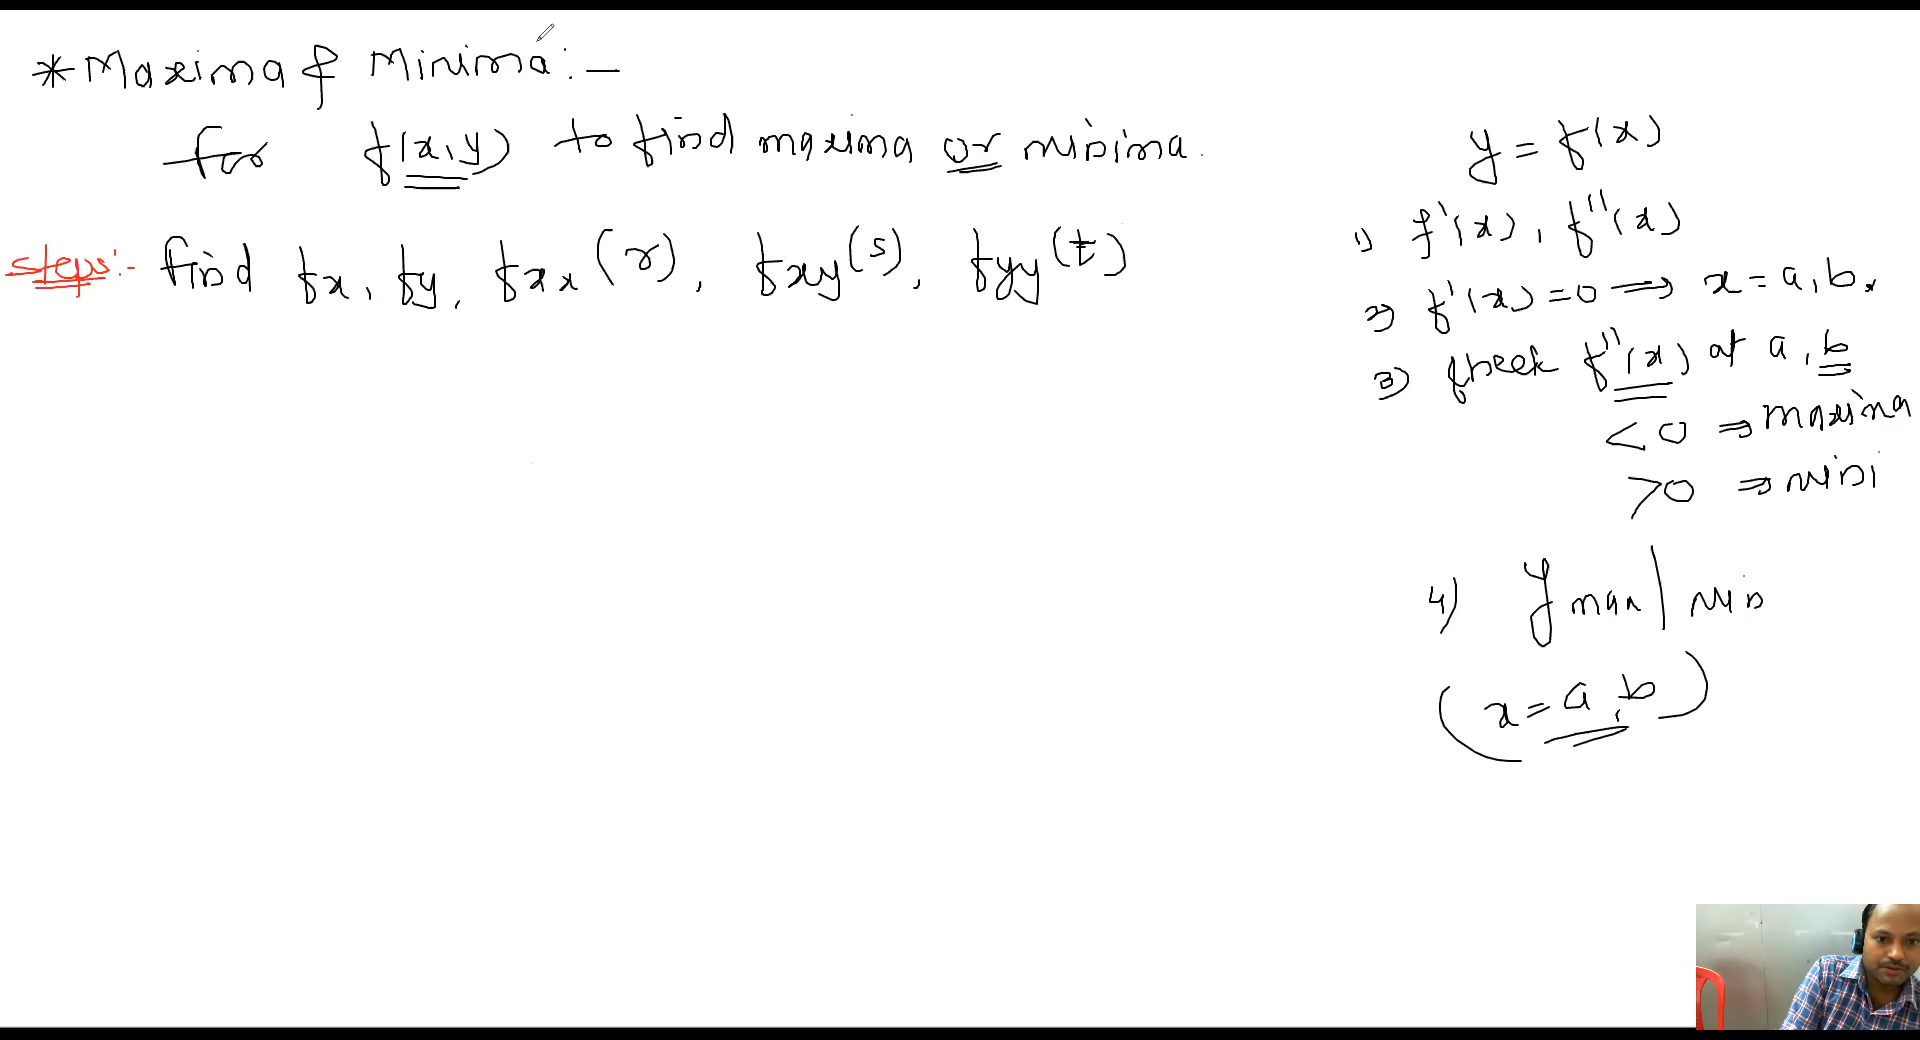 * Maxima & Minima :-
for f(x,y) to find maxima or minima.
steps:- find fx, fy, fxx (r), fxy (s), fyy (t)
y = f(x)
1) f'(x), f''(x)
2) f'(x) = 0 ⟹ x = a, b.
3) check f''(x) at a, b
< 0 ⇒ maxima
> 0 ⇒ mini
4) y max | min
(x = a, b)